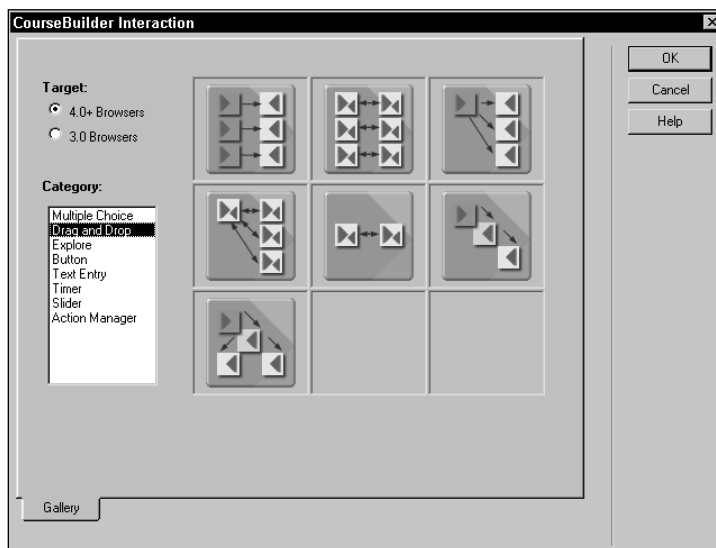 CourseBuilder Interaction
Target:
4.0+ Browsers
3.0 Browsers
Category:
Multiple Choice
Drag and Drop
Explore
Button
Text Entry
Timer
Slider
Action Manager
Gallery
OK
Cancel
Help